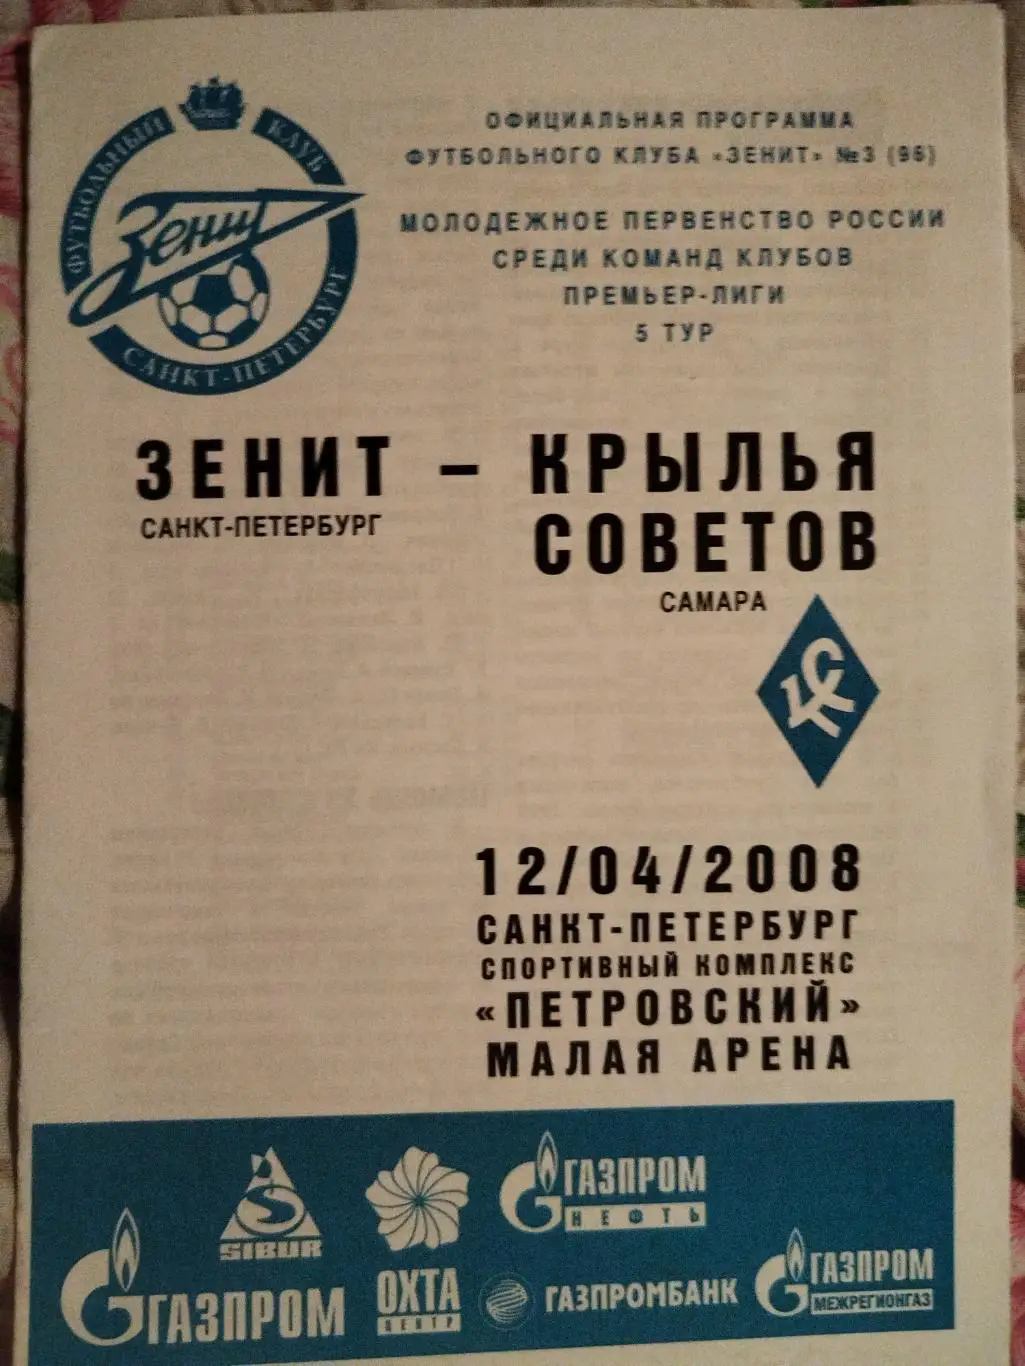 ФУТБОЛЬНЫЙ КЛУБ
Зенит
САНКТ-ПЕТЕРБУРГ
ОФИЦИАЛЬНАЯ ПРОГРАММА
ФУТБОЛЬНОГО КЛУБА «ЗЕНИТ» №3 (96)
МОЛОДЕЖНОЕ ПЕРВЕНСТВО РОССИИ
СРЕДИ КОМАНД КЛУБОВ
ПРЕМЬЕР-ЛИГИ
5 ТУР
ЗЕНИТ – КРЫЛЬЯ
СОВЕТОВ
САНКТ-ПЕТЕРБУРГ
САМАРА
КС
12/04/2008
САНКТ-ПЕТЕРБУРГ
СПОРТИВНЫЙ КОМПЛЕКС
«ПЕТРОВСКИЙ»
МАЛАЯ АРЕНА
ГАЗПРОМ
SIBUR
ОХТА
ЦЕНТР
ГАЗПРОМ
НЕФТЬ
ГАЗПРОМБАНК
ГАЗПРОМ
МЕЖРЕГИОНГАЗ